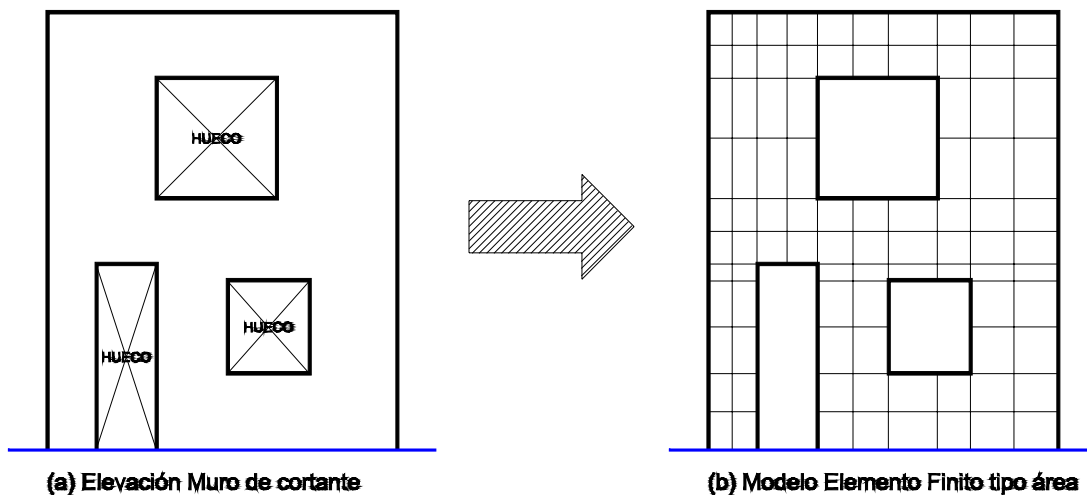 HUECO
HUECO
HUECO
(a) Elevación Muro de cortante
(b) Modelo Elemento Finito tipo área